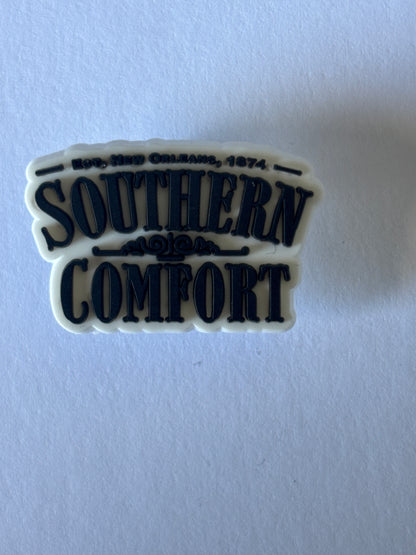 — EST. NEW ORLEANS, 1874 —
SOUTHERN
COMFORT